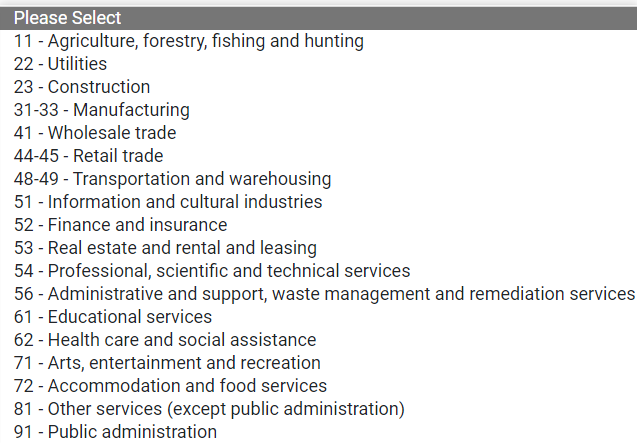 Please Select
11 - Agriculture, forestry, fishing and hunting
22 - Utilities
23 - Construction
31-33 - Manufacturing
41 - Wholesale trade
44-45 - Retail trade
48-49 - Transportation and warehousing
51 - Information and cultural industries
52 - Finance and insurance
53 - Real estate and rental and leasing
54 - Professional, scientific and technical services
56 - Administrative and support, waste management and remediation services
61 - Educational services
62 - Health care and social assistance
71 - Arts, entertainment and recreation
72 - Accommodation and food services
81 - Other services (except public administration)
91 - Public administration